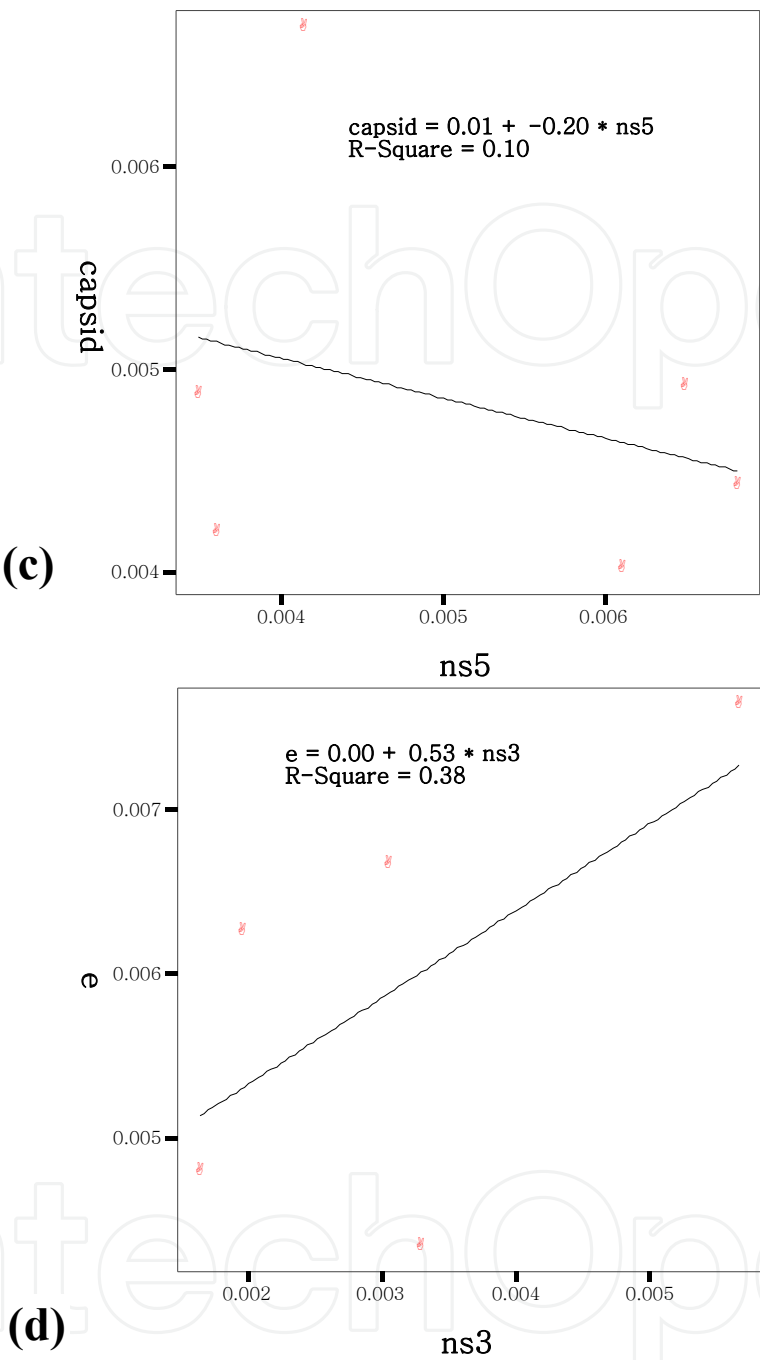 capsid = 0.01 + -0.20 * ns5
R-Square = 0.10
0.006
capsid
0.005
(c)
0.004
0.004 0.005 0.006
ns5
e = 0.00 + 0.53 * ns3
R-Square = 0.38
0.007
e
0.006
0.005
0.002 0.003 0.004 0.005
(d)
ns3